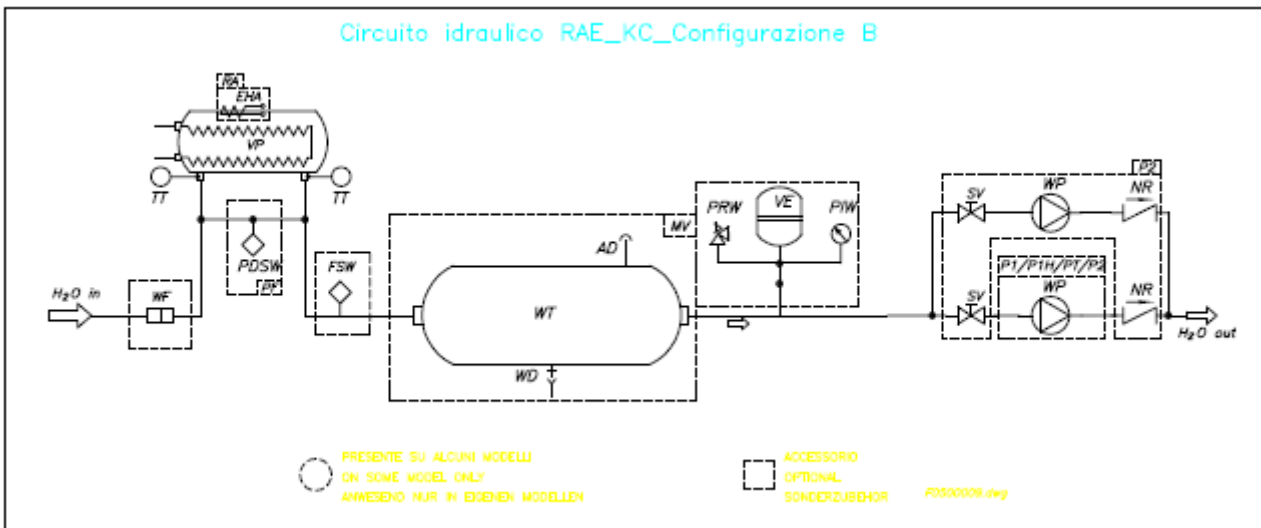 Circuito idraulico RAE_KC_Configurazione B
RA
EHA
VP
TT
TT
PDSW
PF
FSW
H₂O in
WF
MV
AD
WT
WD
PRW
VE
PIW
P2
SV
WP
NR
P1/P1H/PT/P2
SV
WP
NR
H₂O out
PRESENTE SU ALCUNI MODELLI
ON SOME MODEL ONLY
ANWESEND NUR IN EIGENEN MODELLEN
ACCESSORIO
OPTIONAL
SONDERZUBEHOR
F0500009.dwg